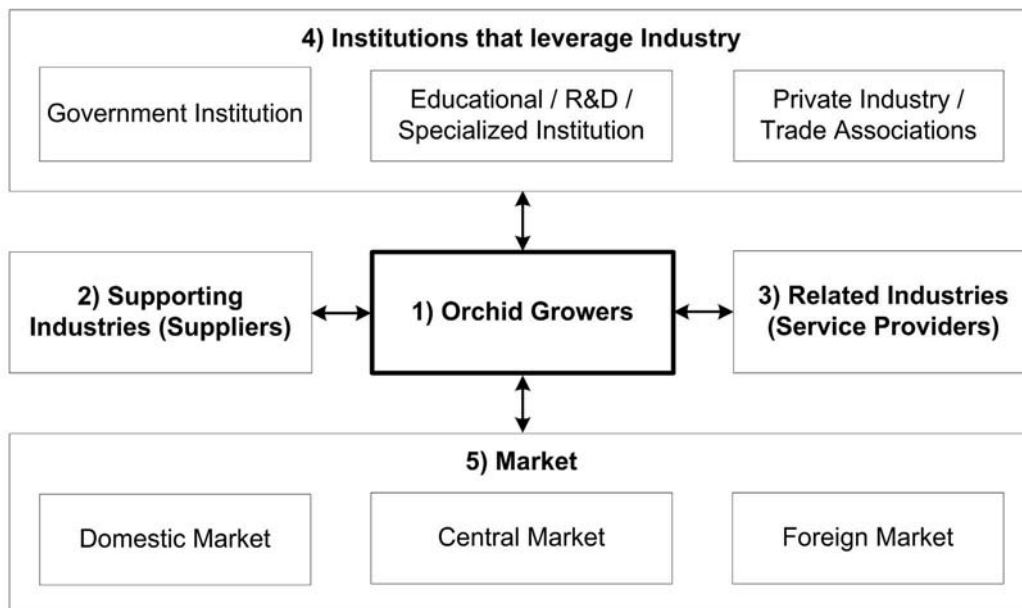 4) Institutions that leverage Industry
Government Institution
Educational / R&D /
Specialized Institution
Private Industry /
Trade Associations
2) Supporting
Industries (Suppliers)
1) Orchid Growers
3) Related Industries
(Service Providers)
5) Market
Domestic Market
Central Market
Foreign Market